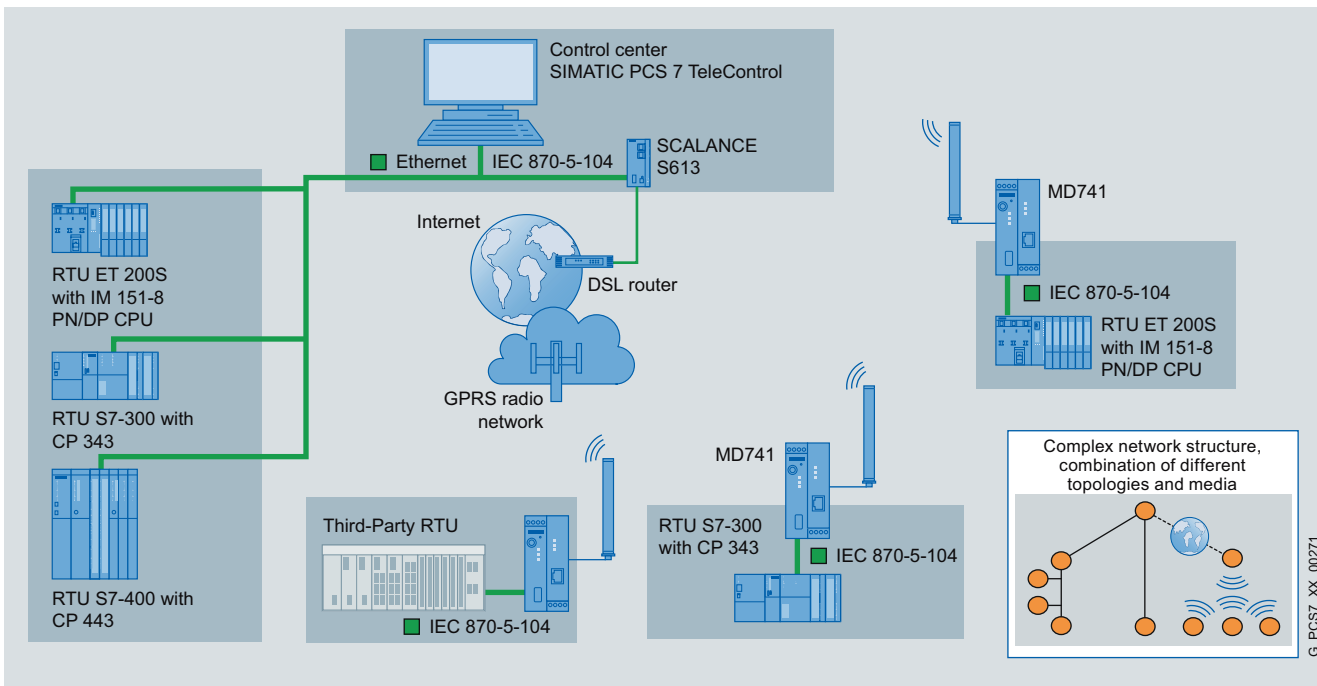 Control center
SIMATIC PCS 7 TeleControl
Ethernet
IEC 870-5-104
SCALANCE
S613
Internet
DSL router
GPRS radio
network
RTU ET 200S
with IM 151-8
PN/DP CPU
RTU S7-300 with
CP 343
RTU S7-400 with
CP 443
Third-Party RTU
IEC 870-5-104
MD741
RTU S7-300
with CP 343
IEC 870-5-104
MD741
IEC 870-5-104
RTU ET 200S
with IM 151-8
PN/DP CPU
Complex network structure,
combination of different
topologies and media
G_PCS7_XX_00271